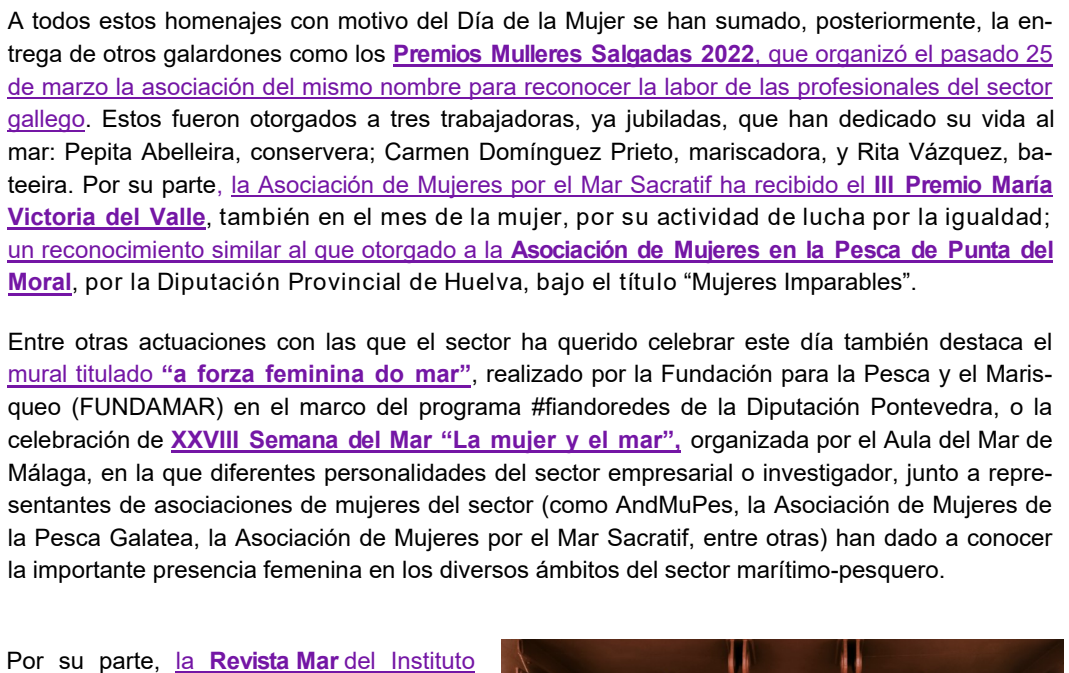 A todos estos homenajes con motivo del Día de la Mujer se han sumado, posteriormente, la en-
trega de otros galardones como los Premios Mulleres Salgadas 2022, que organizó el pasado 25
de marzo la asociación del mismo nombre para reconocer la labor de las profesionales del sector
gallego. Estos fueron otorgados a tres trabajadoras, ya jubiladas, que han dedicado su vida al
mar: Pepita Abelleira, conservera; Carmen Domínguez Prieto, mariscadora, y Rita Vázquez, ba-
teeira. Por su parte, la Asociación de Mujeres por el Mar Sacratif ha recibido el III Premio María
Victoria del Valle, también en el mes de la mujer, por su actividad de lucha por la igualdad;
un reconocimiento similar al que otorgado a la Asociación de Mujeres en la Pesca de Punta del
Moral, por la Diputación Provincial de Huelva, bajo el título “Mujeres Imparables”.
Entre otras actuaciones con las que el sector ha querido celebrar este día también destaca el
mural titulado “a forza feminina do mar”, realizado por la Fundación para la Pesca y el Maris-
queo (FUNDAMAR) en el marco del programa #fiandoredes de la Diputación Pontevedra, o la
celebración de XXVIII Semana del Mar “La mujer y el mar”, organizada por el Aula del Mar de
Málaga, en la que diferentes personalidades del sector empresarial o investigador, junto a repre-
sentantes de asociaciones de mujeres del sector (como AndMuPes, la Asociación de Mujeres de
la Pesca Galatea, la Asociación de Mujeres por el Mar Sacratif, entre otras) han dado a conocer
la importante presencia femenina en los diversos ámbitos del sector marítimo-pesquero.
Por su parte, la Revista Mar del Instituto